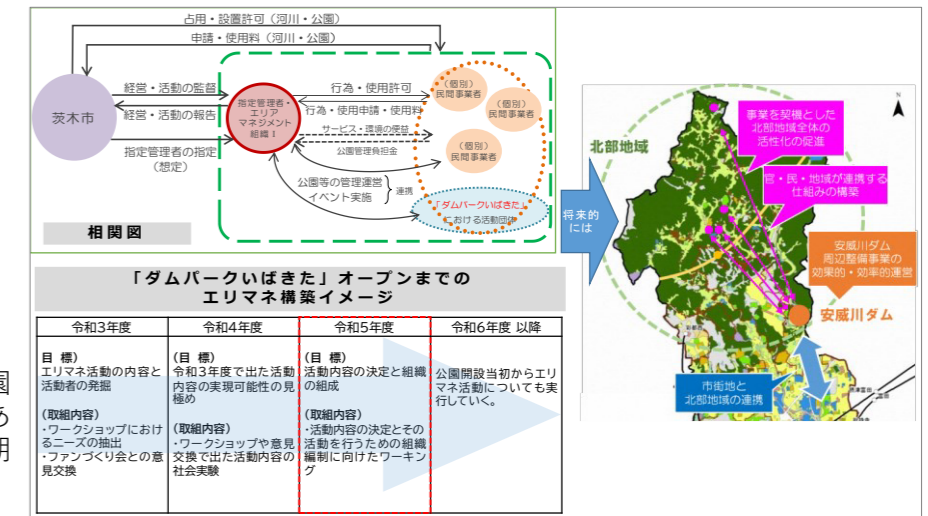 占用・設置許可（河川・公園）
申請・使用料（河川・公園）
茨木市
経営・活動の監督
経営・活動の報告
指定管理者の指定
（想定）
指定管理者・
エリア
マネジメント
組織Ⅰ
行為・使用許可
行為・使用申請・使用料
サービス・環境の便益
公園管理負担金
公園等の管理運営
イベント実施
連携
（個別）
民間事業者
（個別）
民間事業者
（個別）
民間事業者
「ダムパークいばきた」
における活動団体
相関図
将来的
には
北部地域
事業を契機とした
北部地域全体の
活性化の促進
官・民・地域が連携する
仕組みの構築
安威川ダム
周辺整備事業の
効果的・効率的運営
安威川ダム
市街地と
北部地域の連携
N
「ダムパークいばきた」オープンまでの
エリマネ構築イメージ
令和3年度
令和4年度
令和5年度
令和6年度 以降
目 標）
エリマネ活動の内容と
活動者の発掘
(取組内容)
・ワークショップにおけ
るニーズの抽出
・ファンづくり会との意
見交換
(目 標)
令和3年度で出た活動
内容の実現可能性の見
極め
(取組内容)
・ワークショップや意見
交換で出た活動内容の
社会実験
(目 標)
活動内容の決定と組織
の組成
(取組内容)
・活動内容の決定とその
活動を行うための組織
編制に向けたワーキン
グ
公園開設当初からエリ
マネ活動についても実
行していく。
園
あ
期